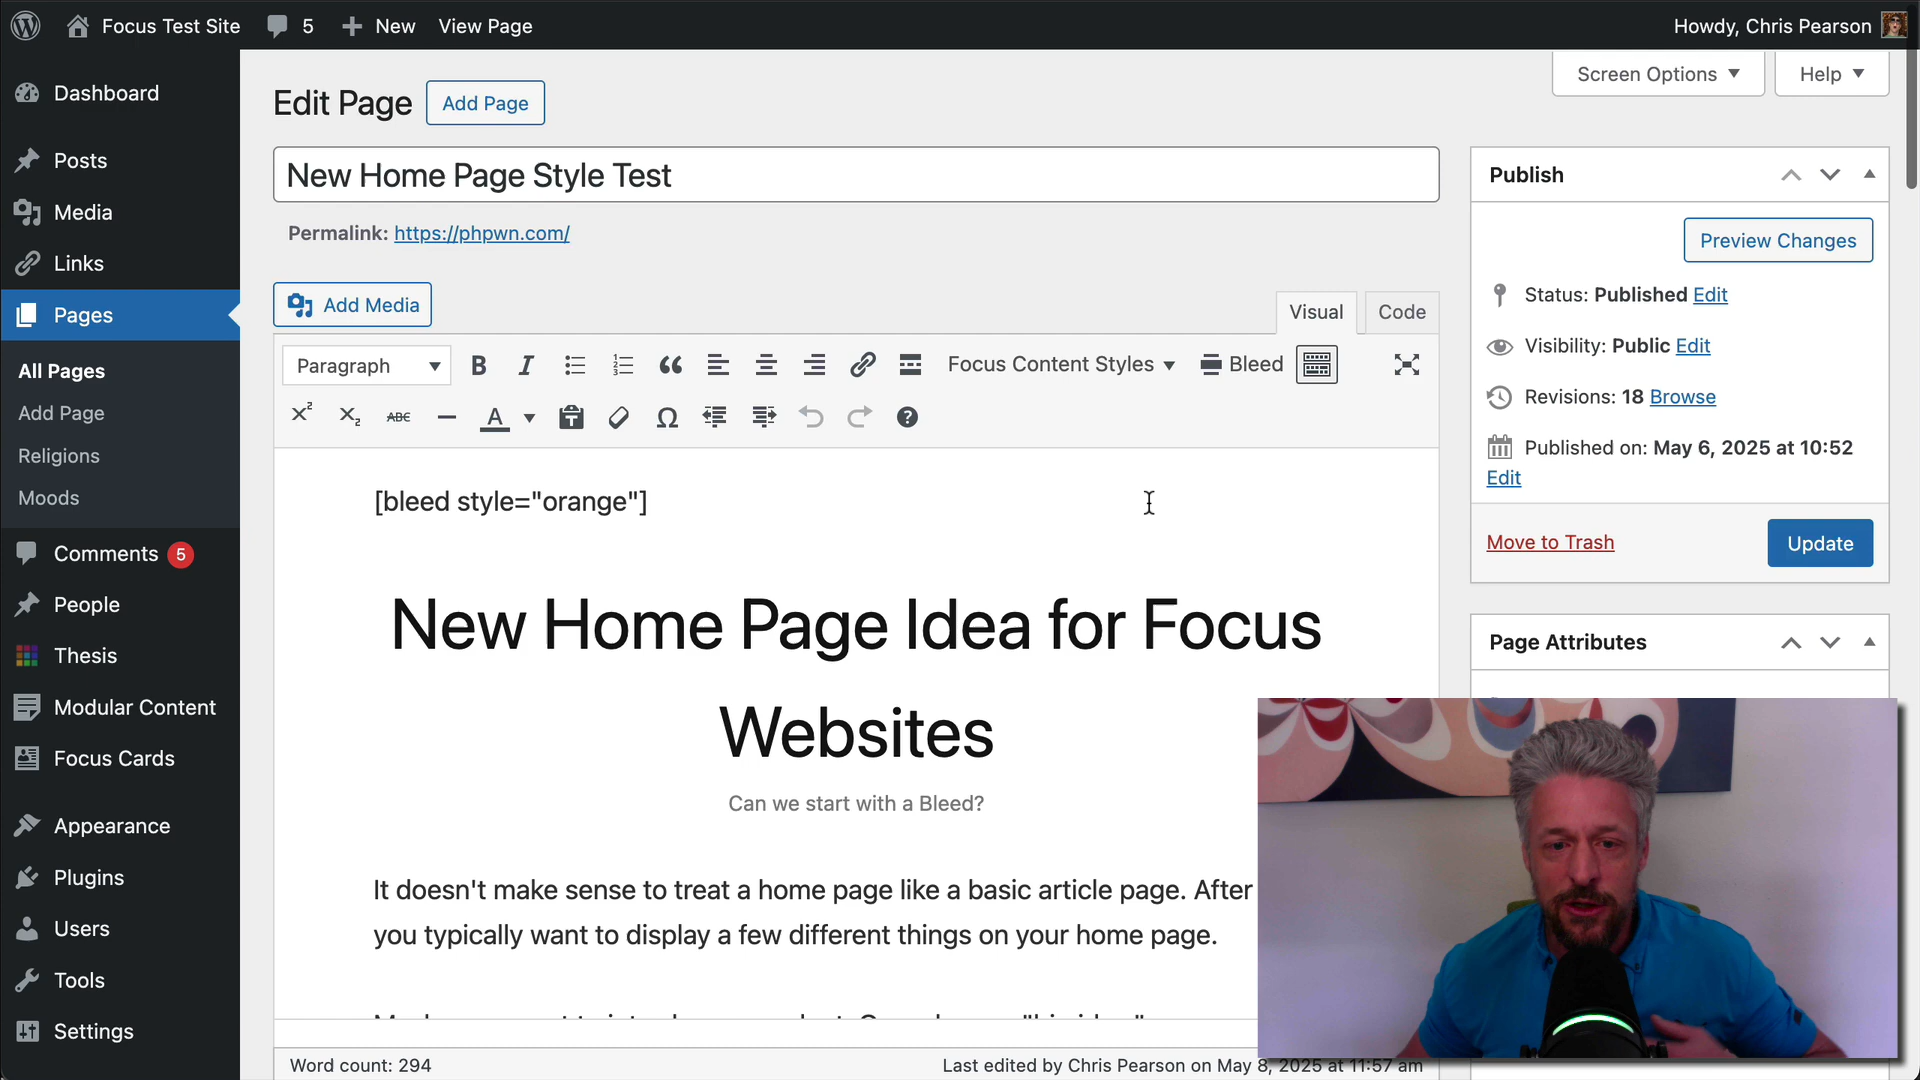 Focus Test Site 5 New View Page Howdy, Chris Pearson
Screen Options Help
Dashboard
Posts
Media
Links
Pages
All Pages
Add Page
Religions
Moods
Comments 5
People
Thesis
Modular Content
Focus Cards
Appearance
Plugins
Users
Tools
Settings
Edit Page Add Page
New Home Page Style Test
Permalink: https://phpwn.com/
Add Media Visual Code
Paragraph B I Focus Content Styles Bleed
X² X₂ ABC A Ω
[bleed style="orange"]
New Home Page Idea for Focus
Websites
Can we start with a Bleed?
It doesn't make sense to treat a home page like a basic article page. After
you typically want to display a few different things on your home page.
Word count: 294 Last edited by Chris Pearson on May 8, 2025 at 11:57 am
Publish
Preview Changes
Status: Published Edit
Visibility: Public Edit
Revisions: 18 Browse
Published on: May 6, 2025 at 10:52
Edit
Move to Trash Update
Page Attributes